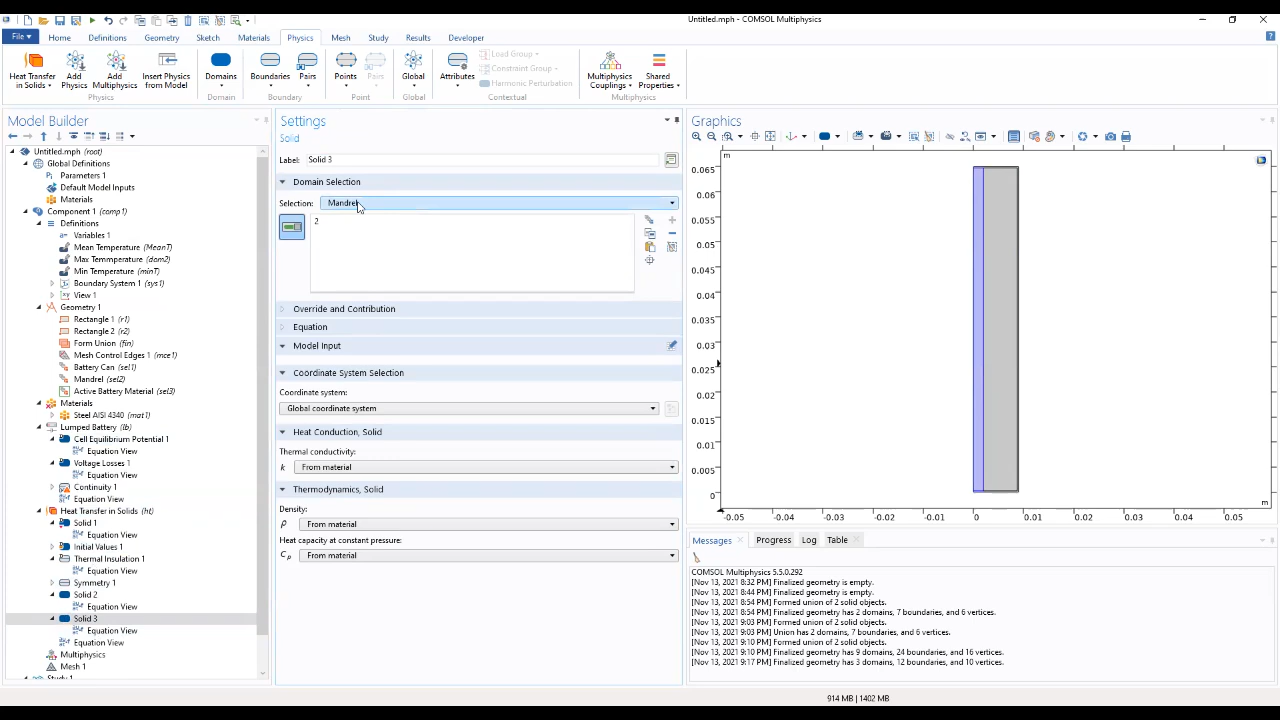 Untitled.mph - COMSOL Multiphysics
File Home Definitions Geometry Sketch Materials Physics Mesh Study Results Developer
Heat Transfer in Solids
Add Physics
Add Multiphysics
Insert Physics from Model
Domains
Boundaries
Pairs
Points
Pairs
Global
Attributes
Load Group
Constraint Group
Harmonic Perturbation
Multiphysics Couplings
Shared Properties
Physics Domain Boundary Point Global Contextual Multiphysics
Model Builder
Untitled.mph (root)
Global Definitions
Parameters 1
Default Model Inputs
Materials
Component 1 (comp1)
Definitions
Variables 1
Mean Temperature (MeanT)
Max Temmperature (dom2)
Min Temperature (minT)
Boundary System 1 (sys1)
View 1
Geometry 1
Rectangle 1 (r1)
Rectangle 2 (r2)
Form Union (fin)
Mesh Control Edges 1 (mce1)
Battery Can (sel1)
Mandrel (sel2)
Active Battery Material (sel3)
Materials
Steel AISI 4340 (mat1)
Lumped Battery (lb)
Cell Equilibrium Potential 1
Equation View
Voltage Losses 1
Equation View
Continuity 1
Equation View
Heat Transfer in Solids (ht)
Solid 1
Equation View
Initial Values 1
Thermal Insulation 1
Equation View
Symmetry 1
Solid 2
Equation View
Solid 3
Equation View
Equation View
Multiphysics
Mesh 1
Study 1
Settings
Solid
Label: Solid 3
Domain Selection
Selection: Mandrel
2
Override and Contribution
Equation
Model Input
Coordinate System Selection
Coordinate system:
Global coordinate system
Heat Conduction, Solid
Thermal conductivity:
k From material
Thermodynamics, Solid
Density:
ρ From material
Heat capacity at constant pressure:
Cp From material
Graphics
m
0.065
0.06
0.055
0.05
0.045
0.04
0.035
0.03
0.025
0.02
0.015
0.01
0.005
0
-0.05 -0.04 -0.03 -0.02 -0.01 0 0.01 0.02 0.03 0.04 0.05
m
Messages Progress Log Table
COMSOL Multiphysics 5.5.0.292
[Nov 13, 2021 8:32 PM] Finalized geometry is empty.
[Nov 13, 2021 8:44 PM] Finalized geometry is empty.
[Nov 13, 2021 8:54 PM] Formed union of 2 solid objects.
[Nov 13, 2021 8:54 PM] Finalized geometry has 2 domains, 7 boundaries, and 6 vertices.
[Nov 13, 2021 9:03 PM] Formed union of 2 solid objects.
[Nov 13, 2021 9:03 PM] Union has 2 domains, 7 boundaries, and 6 vertices.
[Nov 13, 2021 9:10 PM] Formed union of 2 solid objects.
[Nov 13, 2021 9:10 PM] Finalized geometry has 9 domains, 24 boundaries, and 16 vertices.
[Nov 13, 2021 9:17 PM] Finalized geometry has 3 domains, 12 boundaries, and 10 vertices.
914 MB | 1402 MB